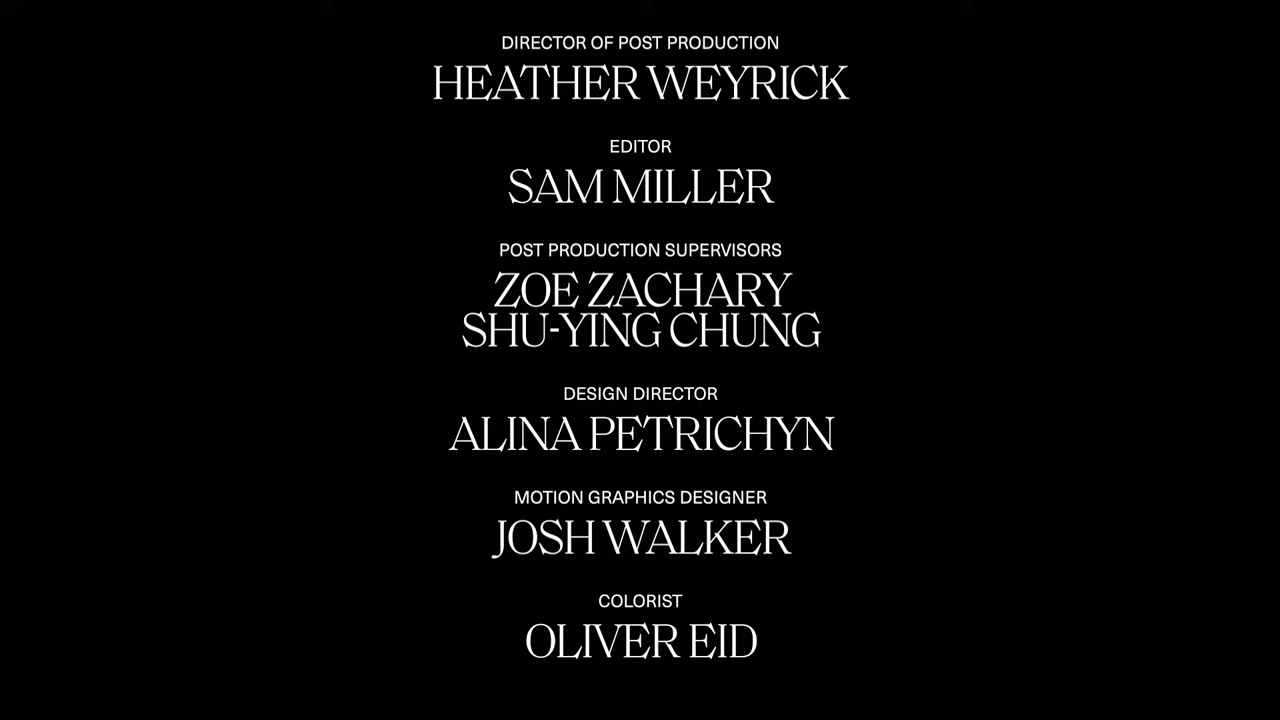 DIRECTOR OF POST PRODUCTION
HEATHER WEYRICK
EDITOR
SAM MILLER
POST PRODUCTION SUPERVISORS
ZOE ZACHARY
SHU-YING CHUNG
DESIGN DIRECTOR
ALINA PETRICHYN
MOTION GRAPHICS DESIGNER
JOSH WALKER
COLORIST
OLIVER EID